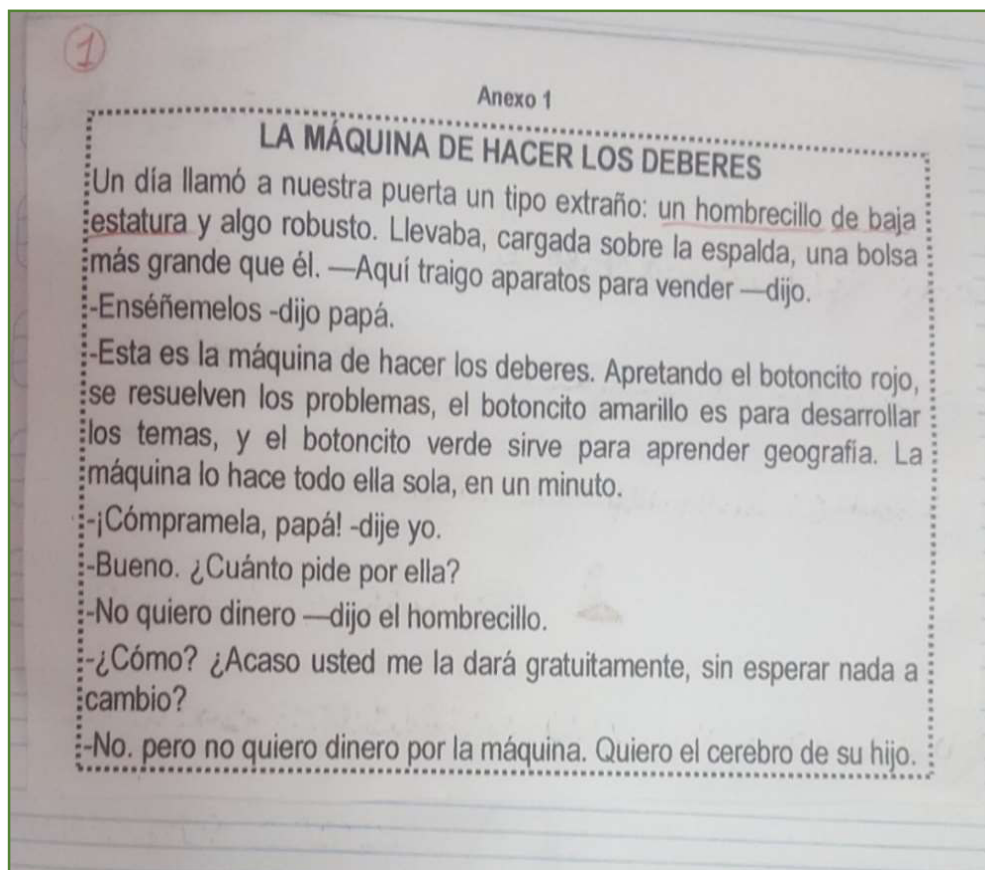 1
Anexo 1
LA MÁQUINA DE HACER LOS DEBERES
Un día llamó a nuestra puerta un tipo extraño: un hombrecillo de baja
estatura y algo robusto. Llevaba, cargada sobre la espalda, una bolsa
más grande que él. —Aquí traigo aparatos para vender —dijo.
-Enséñemelos -dijo papá.
-Esta es la máquina de hacer los deberes. Apretando el botoncito rojo,
se resuelven los problemas, el botoncito amarillo es para desarrollar
los temas, y el botoncito verde sirve para aprender geografía. La
máquina lo hace todo ella sola, en un minuto.
-¡Cómpramela, papá! -dije yo.
-Bueno. ¿Cuánto pide por ella?
-No quiero dinero —dijo el hombrecillo.
-¿Cómo? ¿Acaso usted me la dará gratuitamente, sin esperar nada a
cambio?
-No. pero no quiero dinero por la máquina. Quiero el cerebro de su hijo.